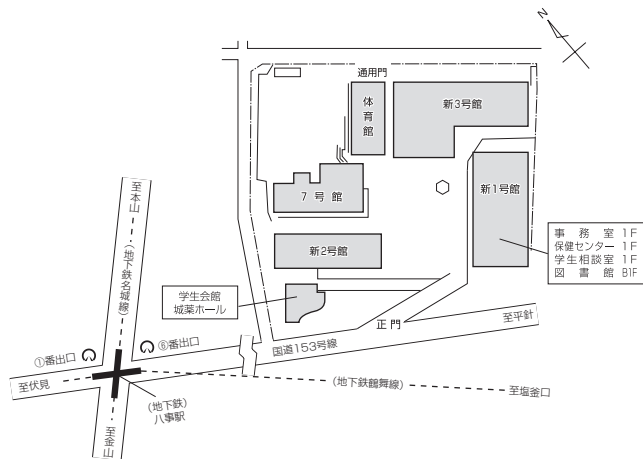 N
通用門
体育館
新3号館
7号館
新1号館
事務室 1F
保健センター 1F
学生相談室 1F
図書館 B1F
新2号館
学生会館
城薬ホール
正門
至平針
国道153号線
至本山
(地下鉄名城線)
①番出口
⑥番出口
至伏見
(地下鉄)
八事駅
至金山
(地下鉄鶴舞線)
至塩釜口